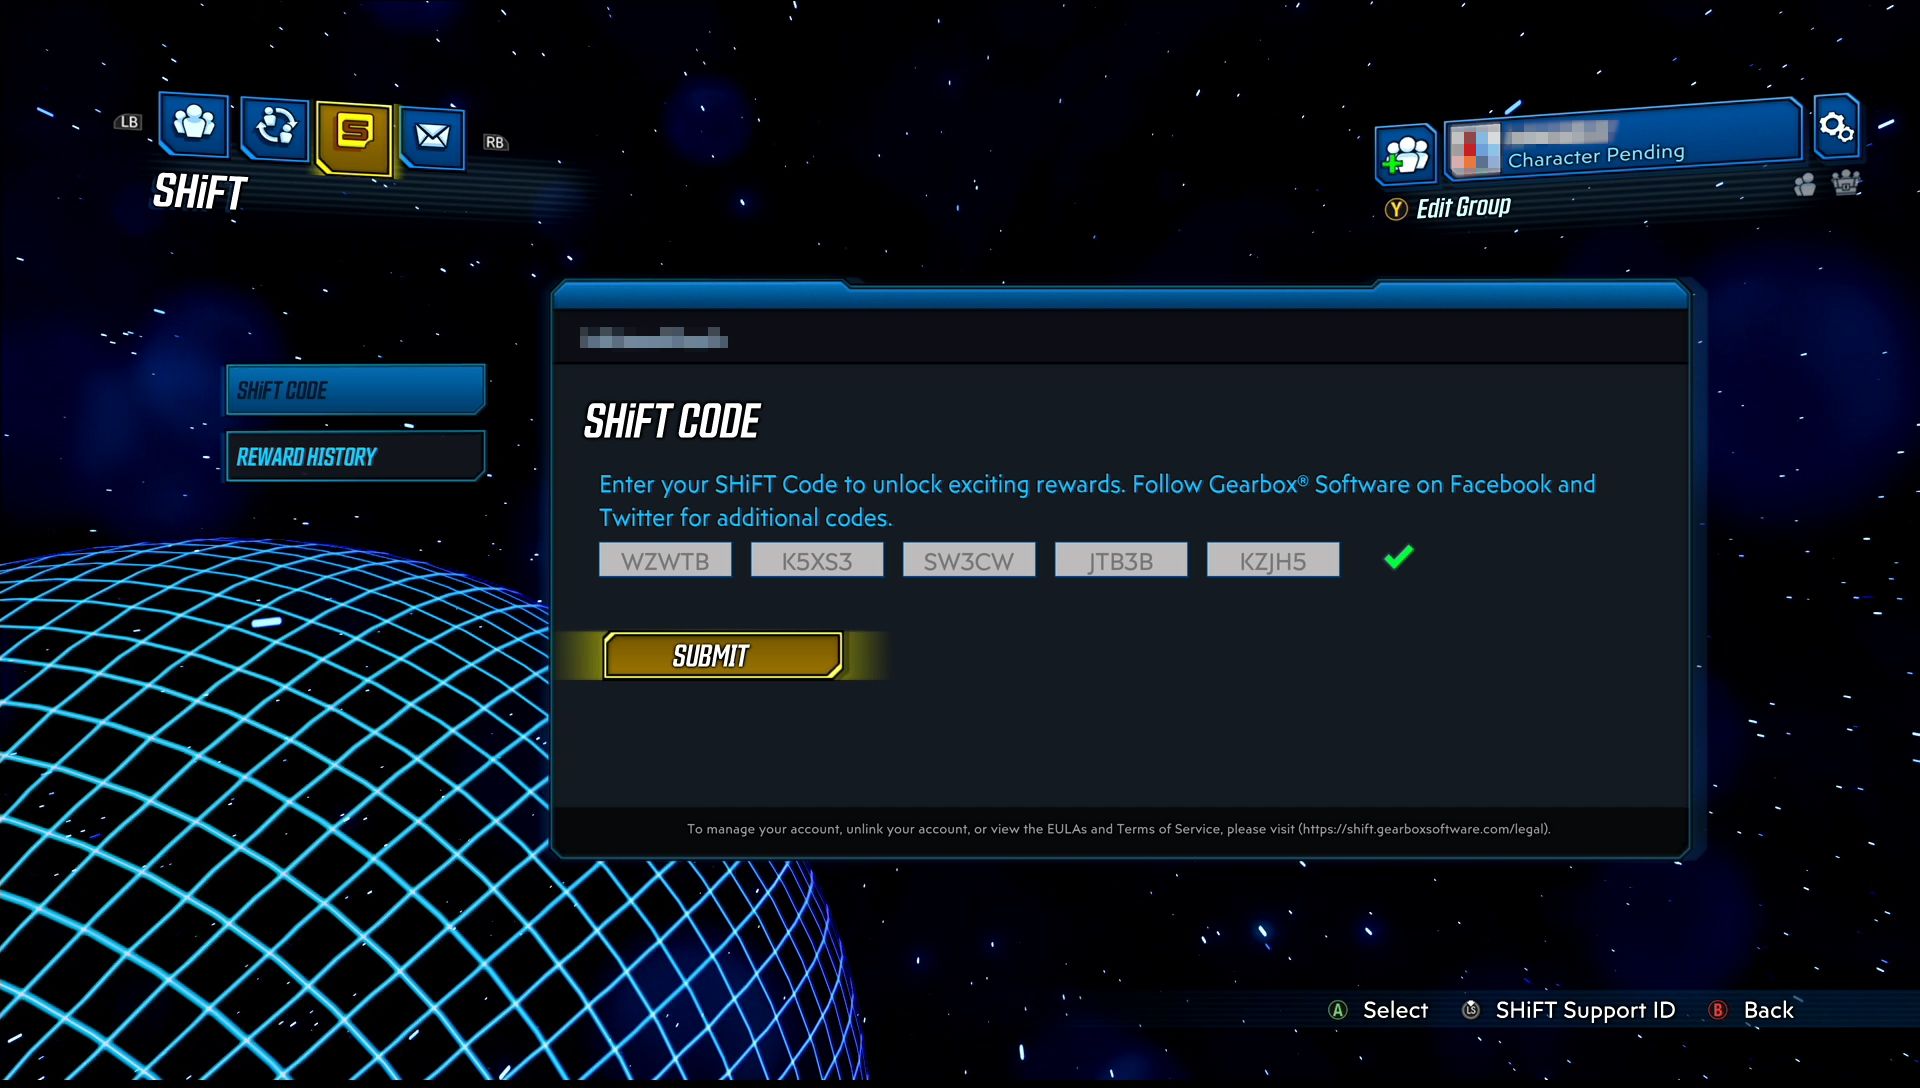 LB
RB
SHiFT
Character Pending
Y Edit Group
SHiFT CODE
REWARD HISTORY
SHiFT CODE
Enter your SHiFT Code to unlock exciting rewards. Follow Gearbox® Software on Facebook and
Twitter for additional codes.
WZWTB K5XS3 SW3CW JTB3B KZJH5
SUBMIT
To manage your account, unlink your account, or view the EULAs and Terms of Service, please visit (https://shift.gearboxsoftware.com/legal).
A Select LS SHiFT Support ID B Back